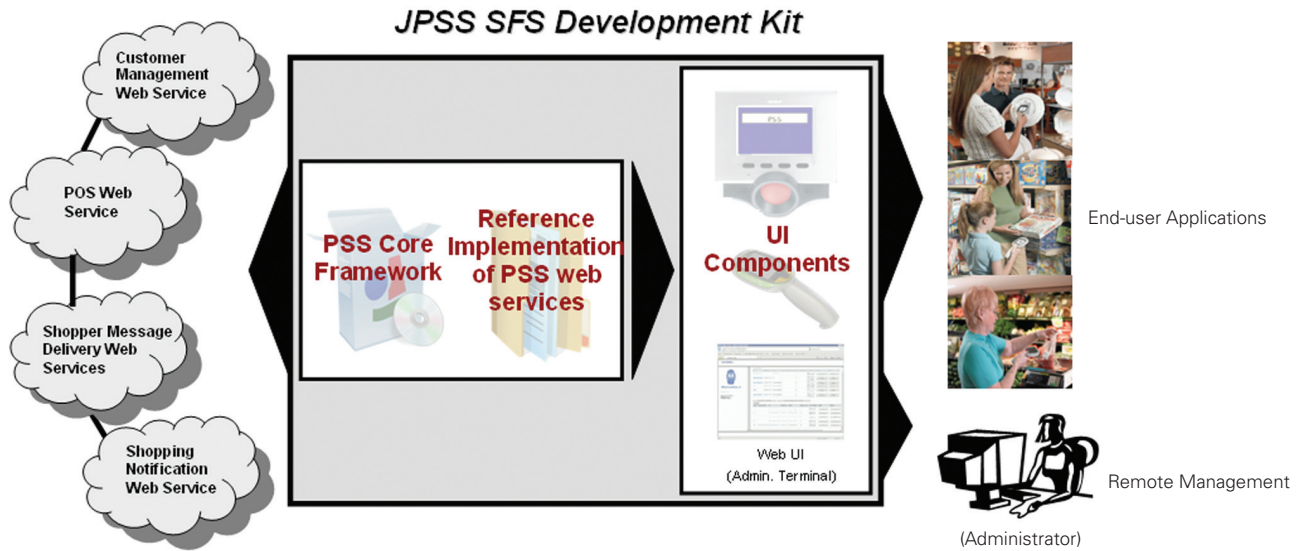 JPSS SFS Development Kit
Customer
Management
Web Service
POS Web
Service
Shopper Message
Delivery Web
Services
Shopping
Notification
Web Service
PSS Core
Framework
Reference
Implementation
of PSS web
services
PSS
UI
Components
Web UI
(Admin. Terminal)
End-user Applications
Remote Management
(Administrator)